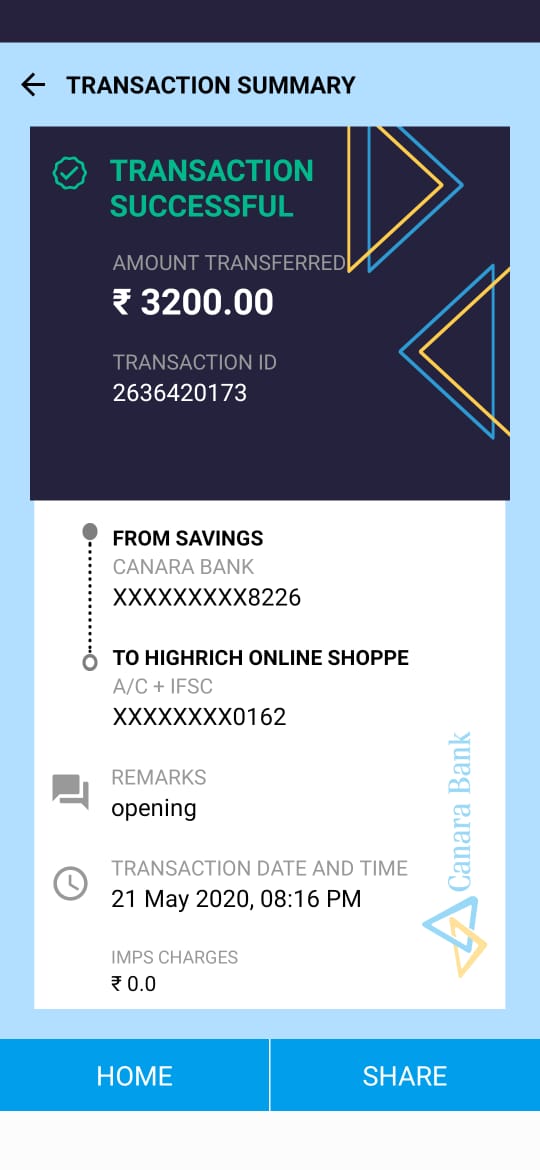 TRANSACTION SUMMARY
TRANSACTION
SUCCESSFUL
AMOUNT TRANSFERRED
₹ 3200.00
TRANSACTION ID
2636420173
FROM SAVINGS
CANARA BANK
XXXXXXXXX8226
TO HIGHRICH ONLINE SHOPPE
A/C + IFSC
XXXXXXXX0162
REMARKS
opening
TRANSACTION DATE AND TIME
21 May 2020, 08:16 PM
IMPS CHARGES
₹ 0.0
Canara Bank
HOME
SHARE